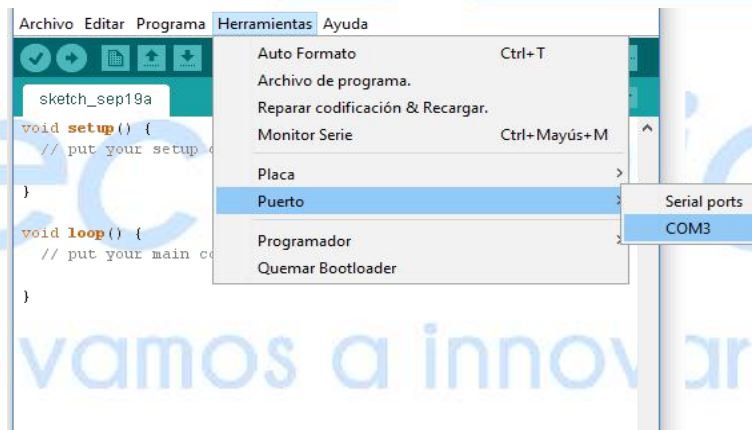 Archivo Editar Programa Herramientas Ayuda
Auto Formato Ctrl+T
Archivo de programa.
sketch_sep19a
Reparar codificación & Recargar.
void setup() {
Monitor Serie Ctrl+Mayús+M
// put your setup
Placa
}
Puerto
Serial ports
COM3
void loop() {
Programador
// put your main
Quemar Bootloader
}
vamos a innovar